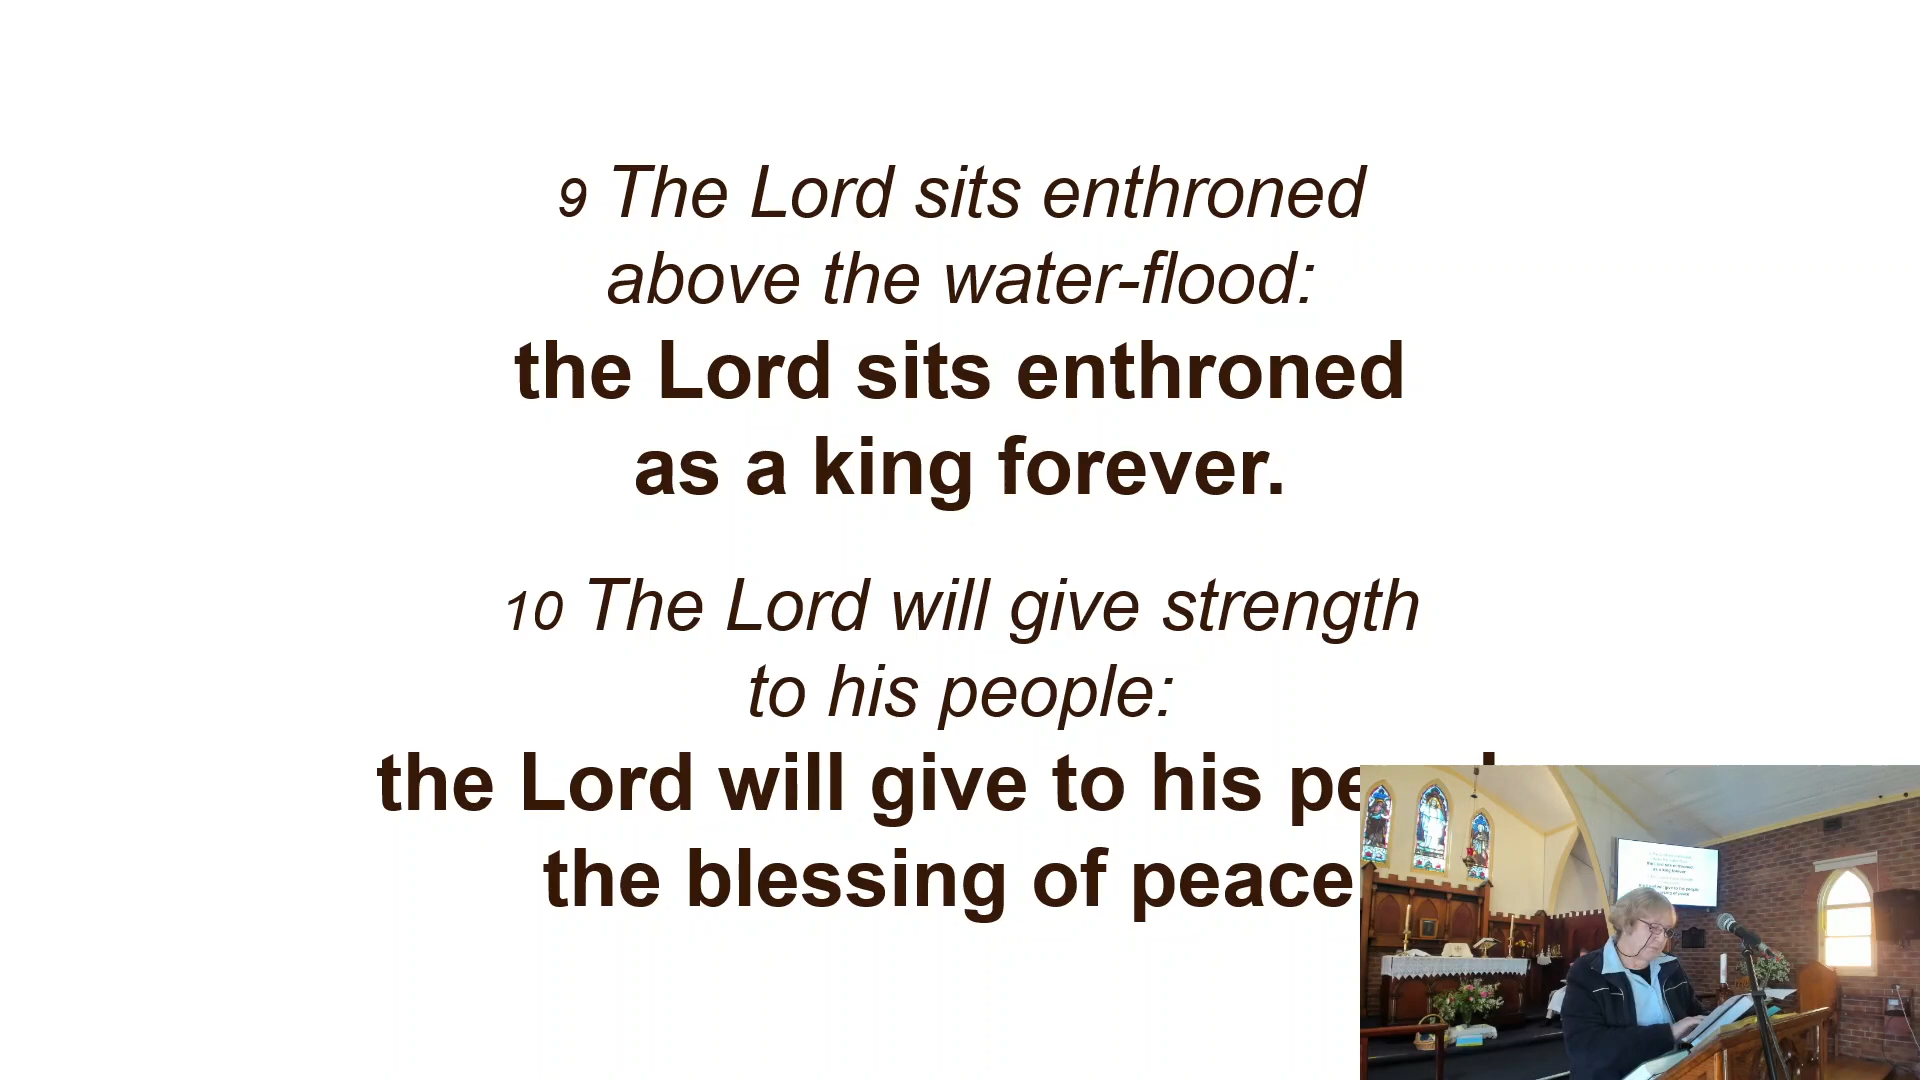 9 The Lord sits enthroned
above the water-flood:
the Lord sits enthroned
as a king forever.
10 The Lord will give strength
to his people:
the Lord will give to his
the blessing of peace